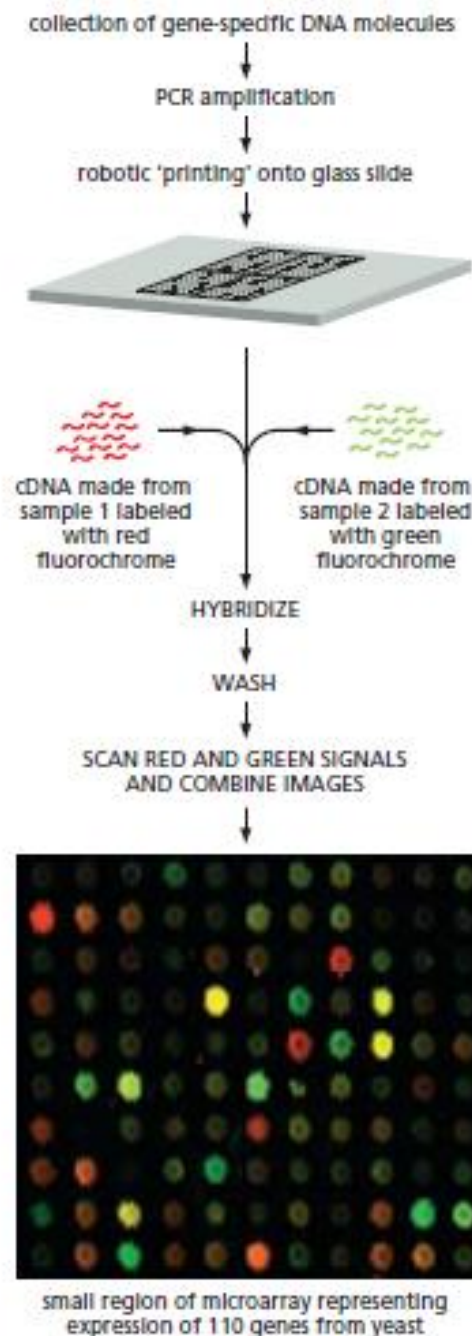 collection of gene-specific DNA molecules
PCR amplification
robotic 'printing' onto glass slide
cDNA made from
sample 1 labeled
with red
fluorochrome
cDNA made from
sample 2 labeled
with green
fluorochrome
HYBRIDIZE
WASH
SCAN RED AND GREEN SIGNALS
AND COMBINE IMAGES
small region of microarray representing
expression of 110 genes from yeast